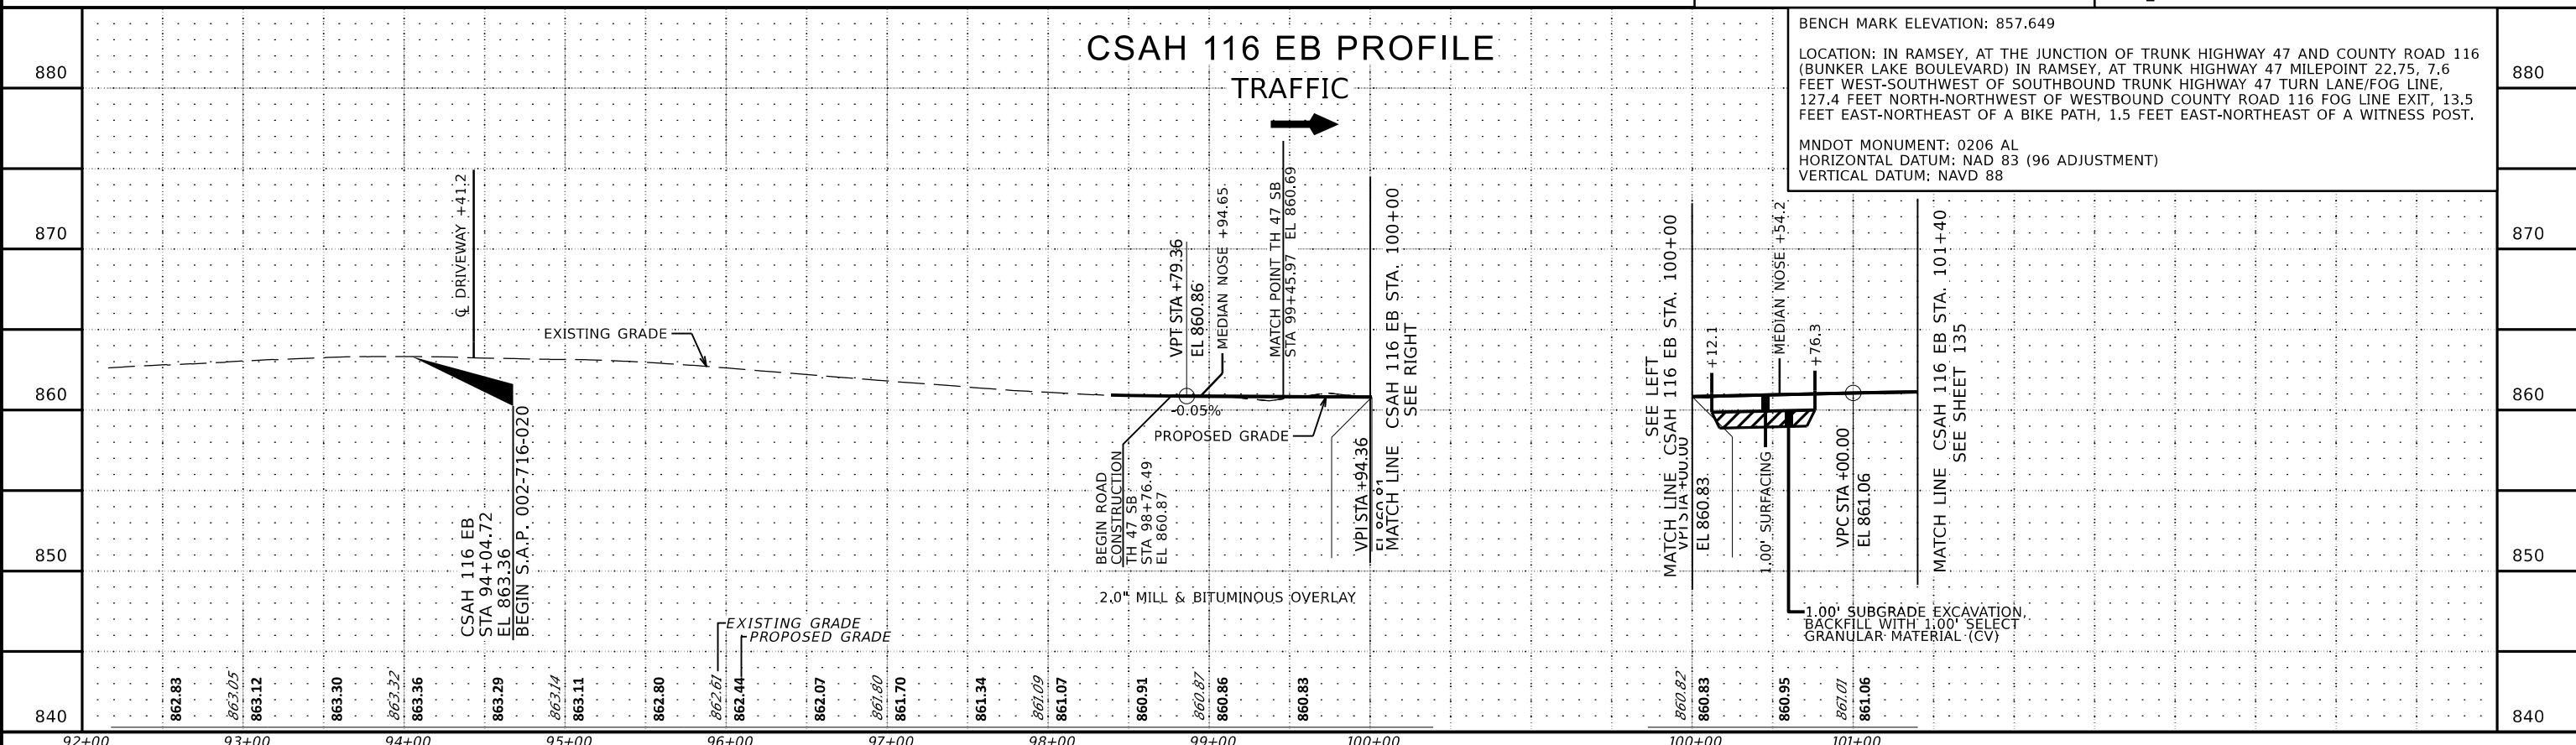 CSAH 116 EB PROFILE
TRAFFIC
BENCH MARK ELEVATION: 857.649
LOCATION: IN RAMSEY, AT THE JUNCTION OF TRUNK HIGHWAY 47 AND COUNTY ROAD 116
(BUNKER LAKE BOULEVARD) IN RAMSEY, AT TRUNK HIGHWAY 47 MILEPOINT 22.75, 7.6
FEET WEST-SOUTHWEST OF SOUTHBOUND TRUNK HIGHWAY 47 TURN LANE/FOG LINE,
127.4 FEET NORTH-NORTHWEST OF WESTBOUND COUNTY ROAD 116 FOG LINE EXIT, 13.5
FEET EAST-NORTHEAST OF A BIKE PATH, 1.5 FEET EAST-NORTHEAST OF A WITNESS POST.
MNDOT MONUMENT: 0206 AL
HORIZONTAL DATUM: NAD 83 (96 ADJUSTMENT)
VERTICAL DATUM: NAVD 88
880
870
860
850
840
880
870
860
850
840
℄ DRIVEWAY +41.2
EXISTING GRADE
CSAH 116 EB
STA 94+04.72
EL 863.36
BEGIN S.A.P. 002-716-020
VPT STA +79.36
EL 860.86
MEDIAN NOSE +94.65
MATCH POINT TH 47 SB
STA 99+45.97 EL 860.69
-0.05%
PROPOSED GRADE
BEGIN ROAD
CONSTRUCTION
TH 47 SB
STA 98+76.49
EL 860.87
2.0" MILL & BITUMINOUS OVERLAY
VPI STA +94.36
EL 860.81
MATCH LINE CSAH 116 EB STA. 100+00
SEE RIGHT
SEE LEFT
MATCH LINE CSAH 116 EB STA. 100+00
VPI STA +00.00
EL 860.83
+12.1
MEDIAN NOSE +54.2
+76.3
1.00' SURFACING
VPC STA +00.00
EL 861.06
MATCH LINE CSAH 116 EB STA. 101+40
SEE SHEET 135
1.00' SUBGRADE EXCAVATION,
BACKFILL WITH 1.00' SELECT
GRANULAR MATERIAL (CV)
EXISTING GRADE
PROPOSED GRADE
862.83
863.05
863.12
863.30
863.32
863.36
863.29
863.14
863.11
862.80
862.61
862.44
862.07
861.80
861.70
861.34
861.09
861.07
860.91
860.87
860.86
860.83
860.82
860.83
860.95
861.01
861.06
92+00
93+00
94+00
95+00
96+00
97+00
98+00
99+00
100+00
100+00
101+00